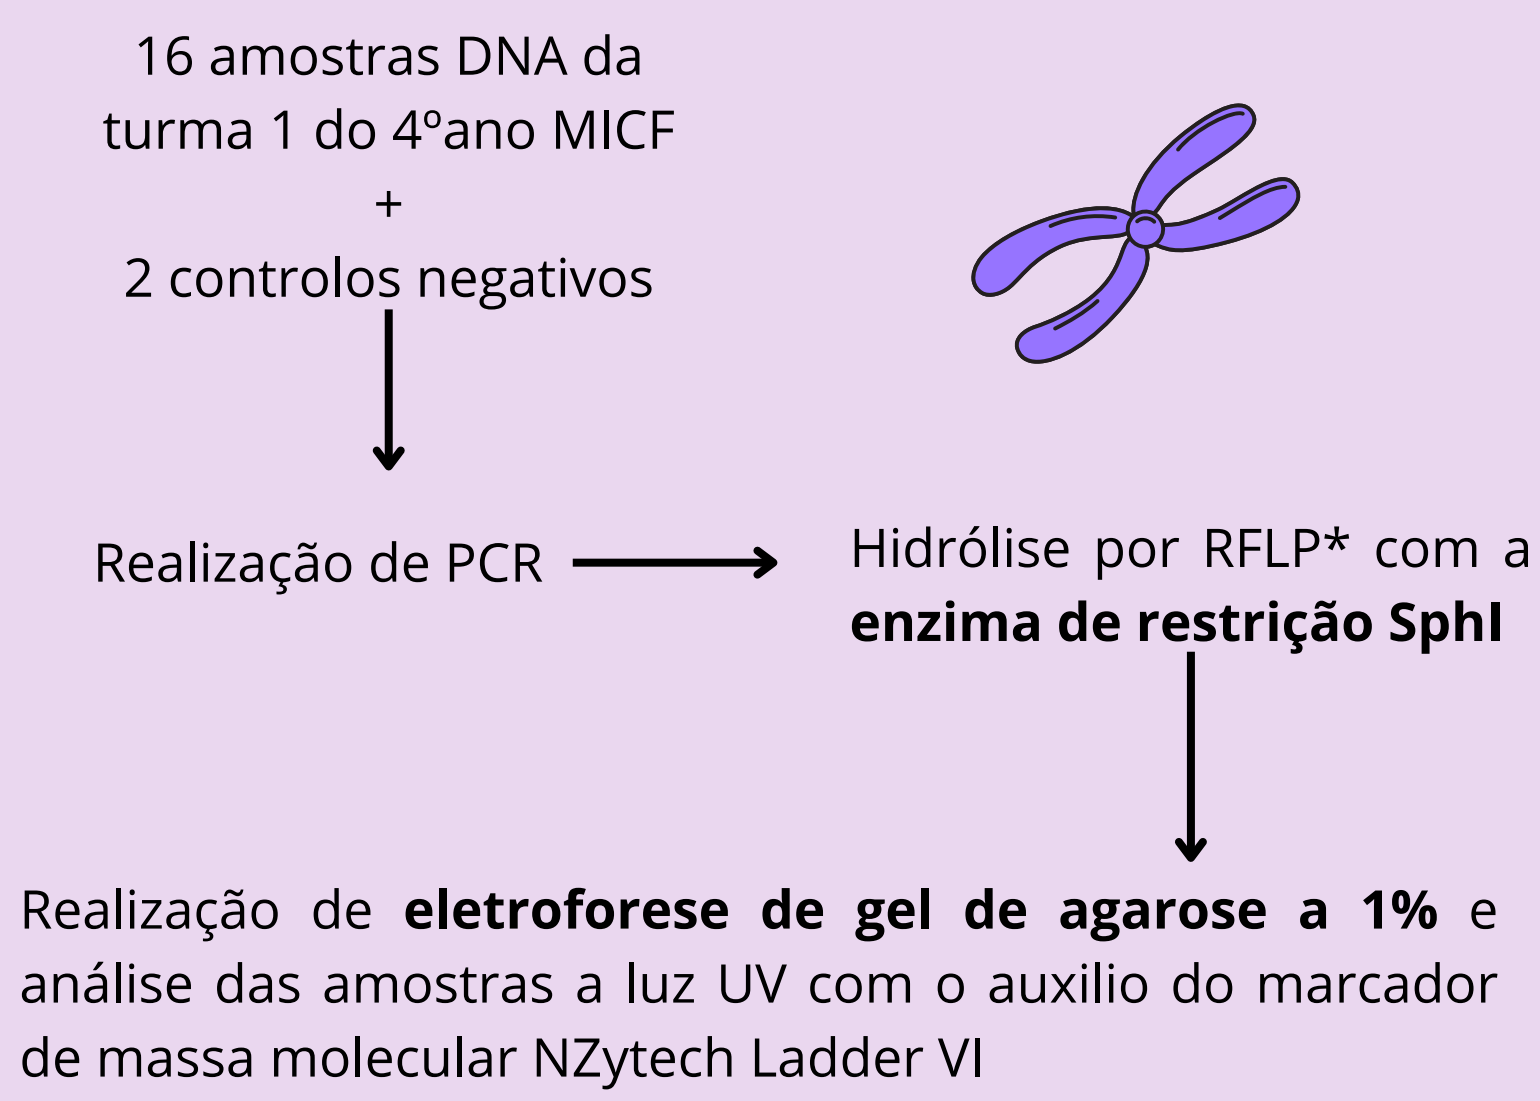 16 amostras DNA da
turma 1 do 4ºano MICF
+
2 controlos negativos
Realização de PCR
Hidrólise por RFLP* com a
enzima de restrição SphI
Realização de eletroforese de gel de agarose a 1% e
análise das amostras a luz UV com o auxilio do marcador
de massa molecular NZytech Ladder VI